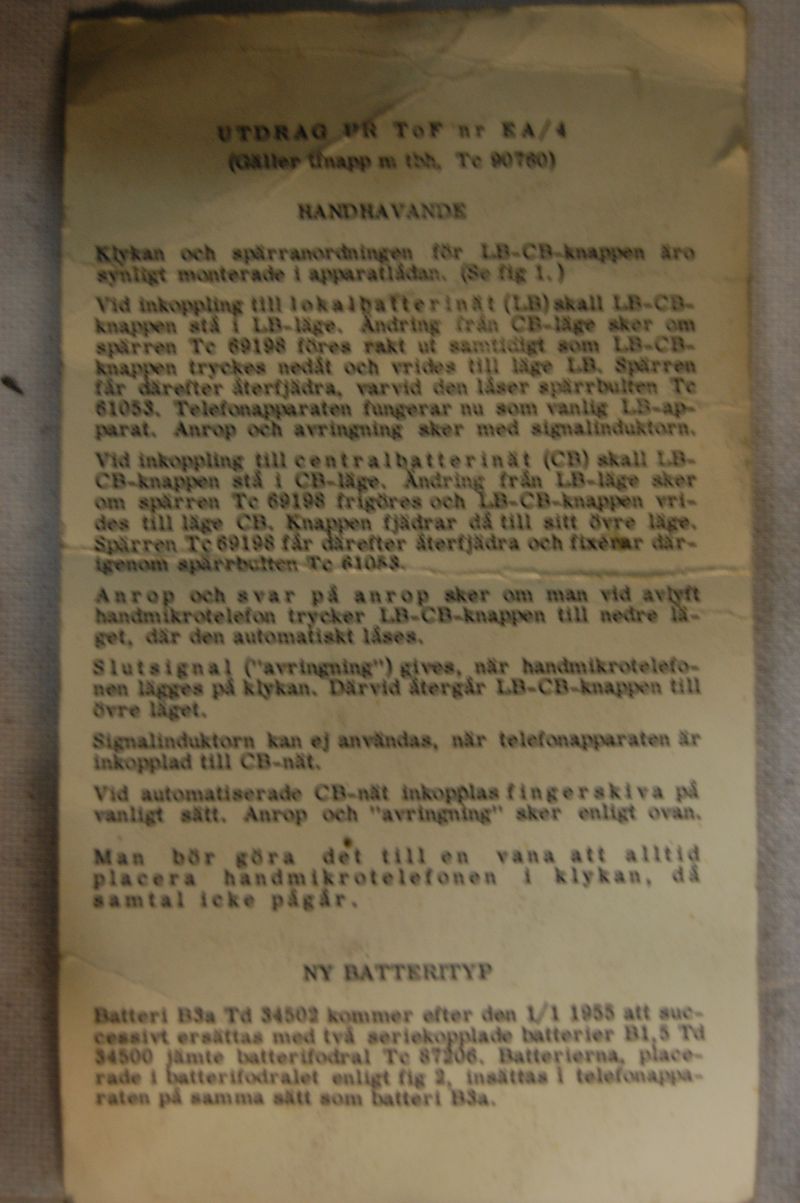 UTDRAG UR ToF nr EA/4
(Gäller tfnapp m tbh. Tc 90760)
HANDHAVANDE
Klykan och spärranordningen för LB-CB-knappen äro
synligt monterade i apparatlådan. (Se fig 1.)
Vid inkoppling till lokalbatterinät (LB) skall LB-CB-
knappen stå i LB-läge. Ändring från CB-läge sker om
spärren Tc 69198 föres rakt ut samtidigt som LB-CB-
knappen tryckes nedåt och vrides till läge LB. Spärren
får därefter återfjädra, varvid den låser spärrbulten Tc
61053. Telefonapparaten fungerar nu som vanlig LB-ap-
parat. Anrop och avringning sker med signalinduktorn.
Vid inkoppling till centralbatterinät (CB) skall LB-
CB-knappen stå i CB-läge. Ändring från LB-läge sker
om spärren Tc 69198 frigöres och LB-CB-knappen vri-
des till läge CB. Knappen fjädrar då till sitt övre läge.
Spärren Tc 69198 får därefter återfjädra och fixerar där-
igenom spärrbulten Tc 61053.
Anrop och svar på anrop sker om man vid avlyft
handmikrotelefon trycker LB-CB-knappen till nedre lä-
get, där den automatiskt låses.
Slutsignal ("avringning") gives, när handmikrotelefo-
nen lägges på klykan. Därvid återgår LB-CB-knappen till
övre läget.
Signalinduktorn kan ej användas, när telefonapparaten är
inkopplad till CB-nät.
Vid automatiserade CB-nät inkopplas fingerskiva på
vanligt sätt. Anrop och "avringning" sker enligt ovan.
Man bör göra det till en vana att alltid
placera handmikrotelefonen i klykan, då
samtal icke pågår.
NY BATTERITYP
Batteri B3a Td 34502 kommer efter den 1/1 1955 att suc-
cessivt ersättas med två seriekopplade batterier B1,5 Td
34500 jämte batterifodral Tc 87206. Batterierna, place-
rade i batterifodralet enligt fig 2, insättas i telefonappa-
raten på samma sätt som batteri B3a.